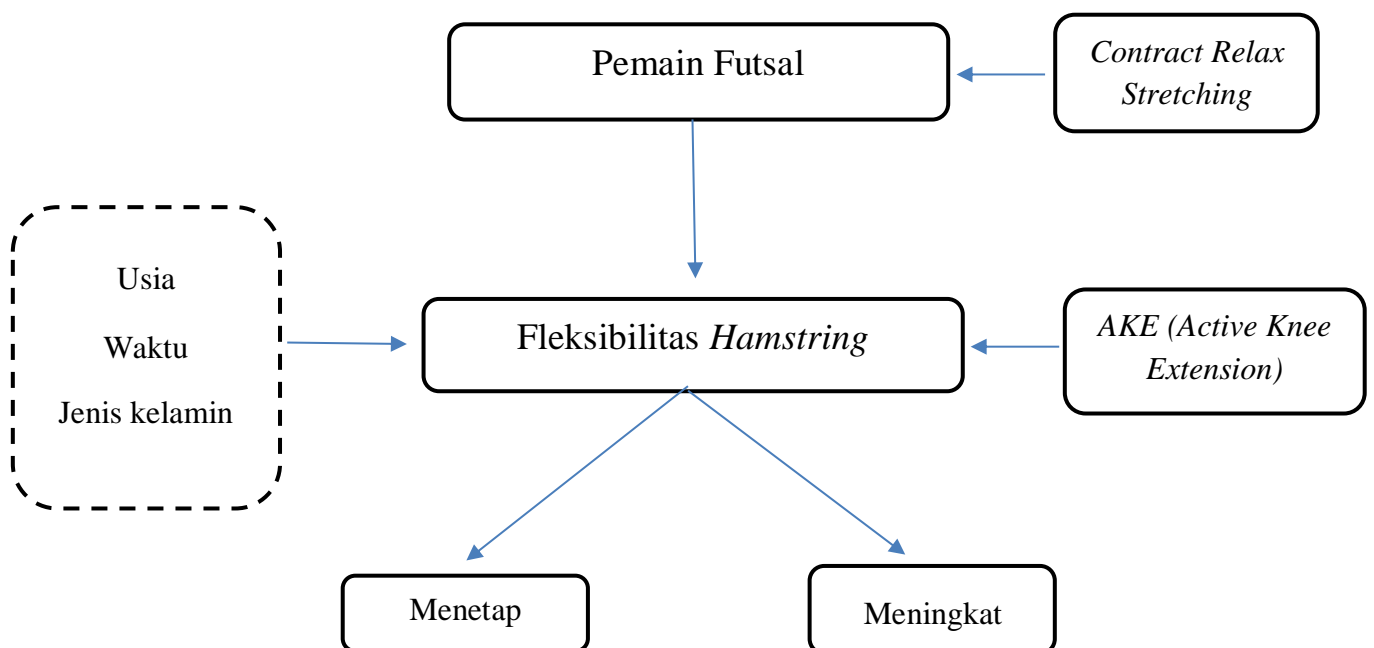 Pemain Futsal
Contract Relax
Stretching
Usia
Waktu
Jenis kelamin
Fleksibilitas Hamstring
AKE (Active Knee
Extension)
Menetap
Meningkat